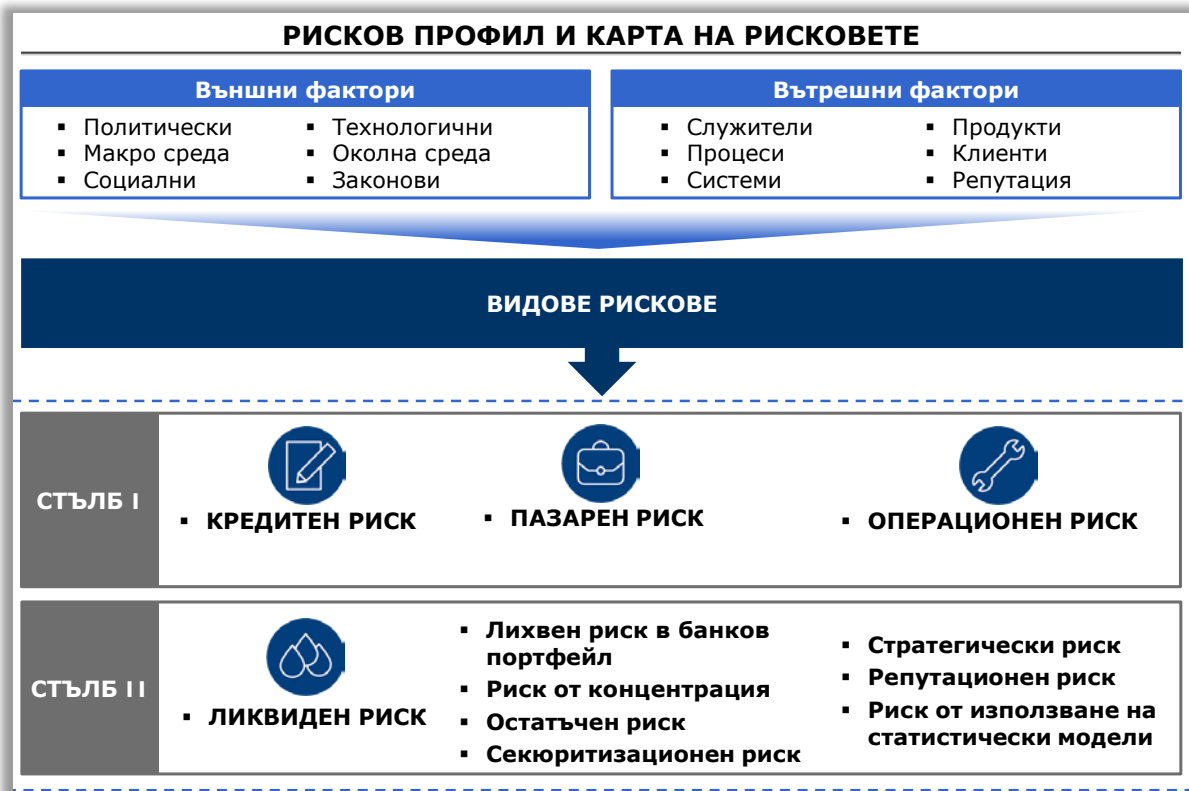 РИСКОВ ПРОФИЛ И КАРТА НА РИСКОВЕТЕ
Външни фактори
▪ Политически
▪ Макро среда
▪ Социални
▪ Технологични
▪ Околна среда
▪ Законови
Вътрешни фактори
▪ Служители
▪ Процеси
▪ Системи
▪ Продукти
▪ Клиенти
▪ Репутация
ВИДОВЕ РИСКОВЕ
СТЪЛБ I
▪ КРЕДИТЕН РИСК
▪ ПАЗАРЕН РИСК
▪ ОПЕРАЦИОНЕН РИСК
СТЪЛБ II
▪ ЛИКВИДЕН РИСК
▪ Лихвен риск в банков
портфейл
▪ Риск от концентрация
▪ Остатъчен риск
▪ Секюритизационен риск
▪ Стратегически риск
▪ Репутационен риск
▪ Риск от използване на
статистически модели